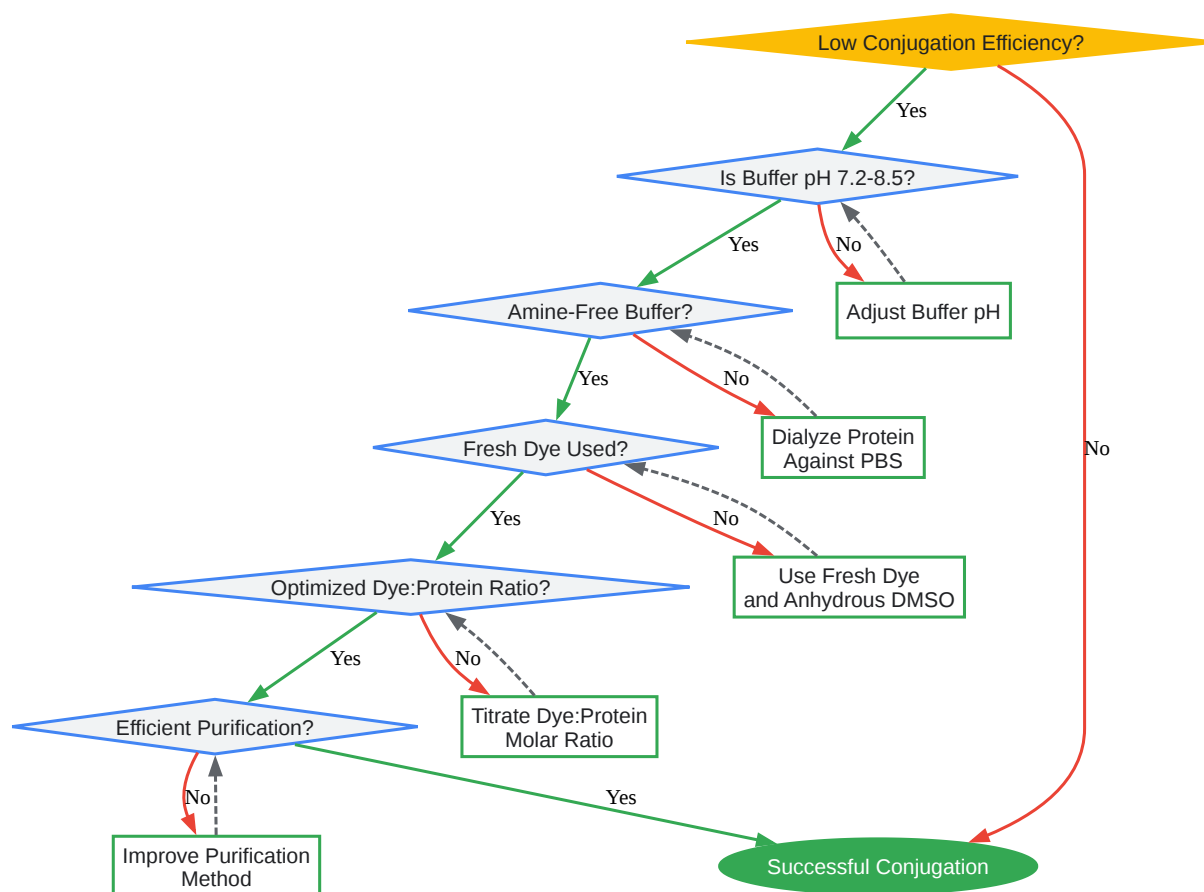 Low Conjugation Efficiency?
Yes
Is Buffer pH 7.2-8.5?
Yes
No
Adjust Buffer pH
Amine-Free Buffer?
Yes
No
Dialyze Protein
Against PBS
No
Fresh Dye Used?
Yes
No
Use Fresh Dye
and Anhydrous DMSO
Optimized Dye:Protein Ratio?
Yes
No
Titrate Dye:Protein
Molar Ratio
Efficient Purification?
No
Yes
Improve Purification
Method
Successful Conjugation